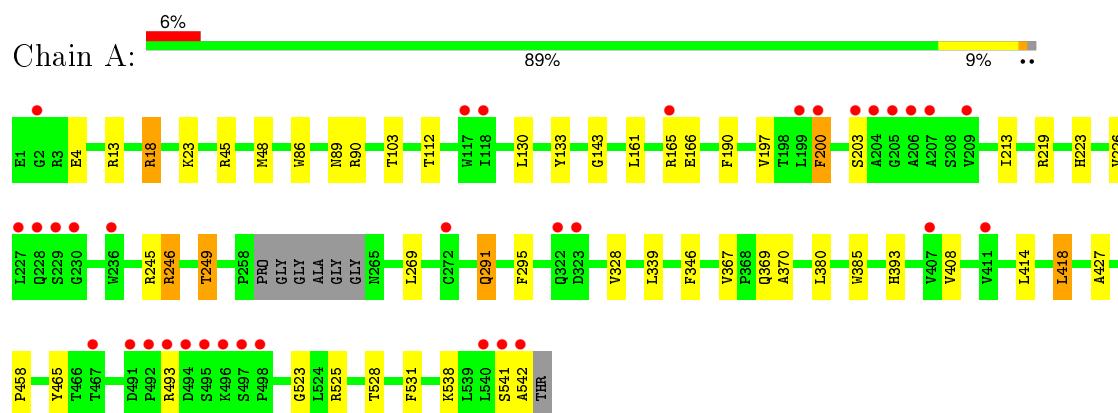 6%
Chain A:
89% 9% ••
E1 G2 R3 E4 R13 R18 K23 R45 M48 W86 N89 R90 T103 T112 W117 I118 L130 Y133 G143 L161 R165 E166 F190 V197 T198 L199 F200 S203 A204 G205 A206 A207 S208 V209 I213 R219 H223 V226
L227 Q228 S229 G230 W236 R245 R246 T249 P258 PRO GLY GLY ALA GLY GLY N265 L269 C272 Q291 F295 Q322 D323 V328 L339 F346 V367 P368 Q369 A370 L380 W385 H393 V407 V408 V411 L414 L418 A427
P458 Y465 T466 T467 D491 P492 R493 D494 S495 K496 S497 P498 G523 L524 R525 T528 F531 K538 L539 L540 S541 A542 THR